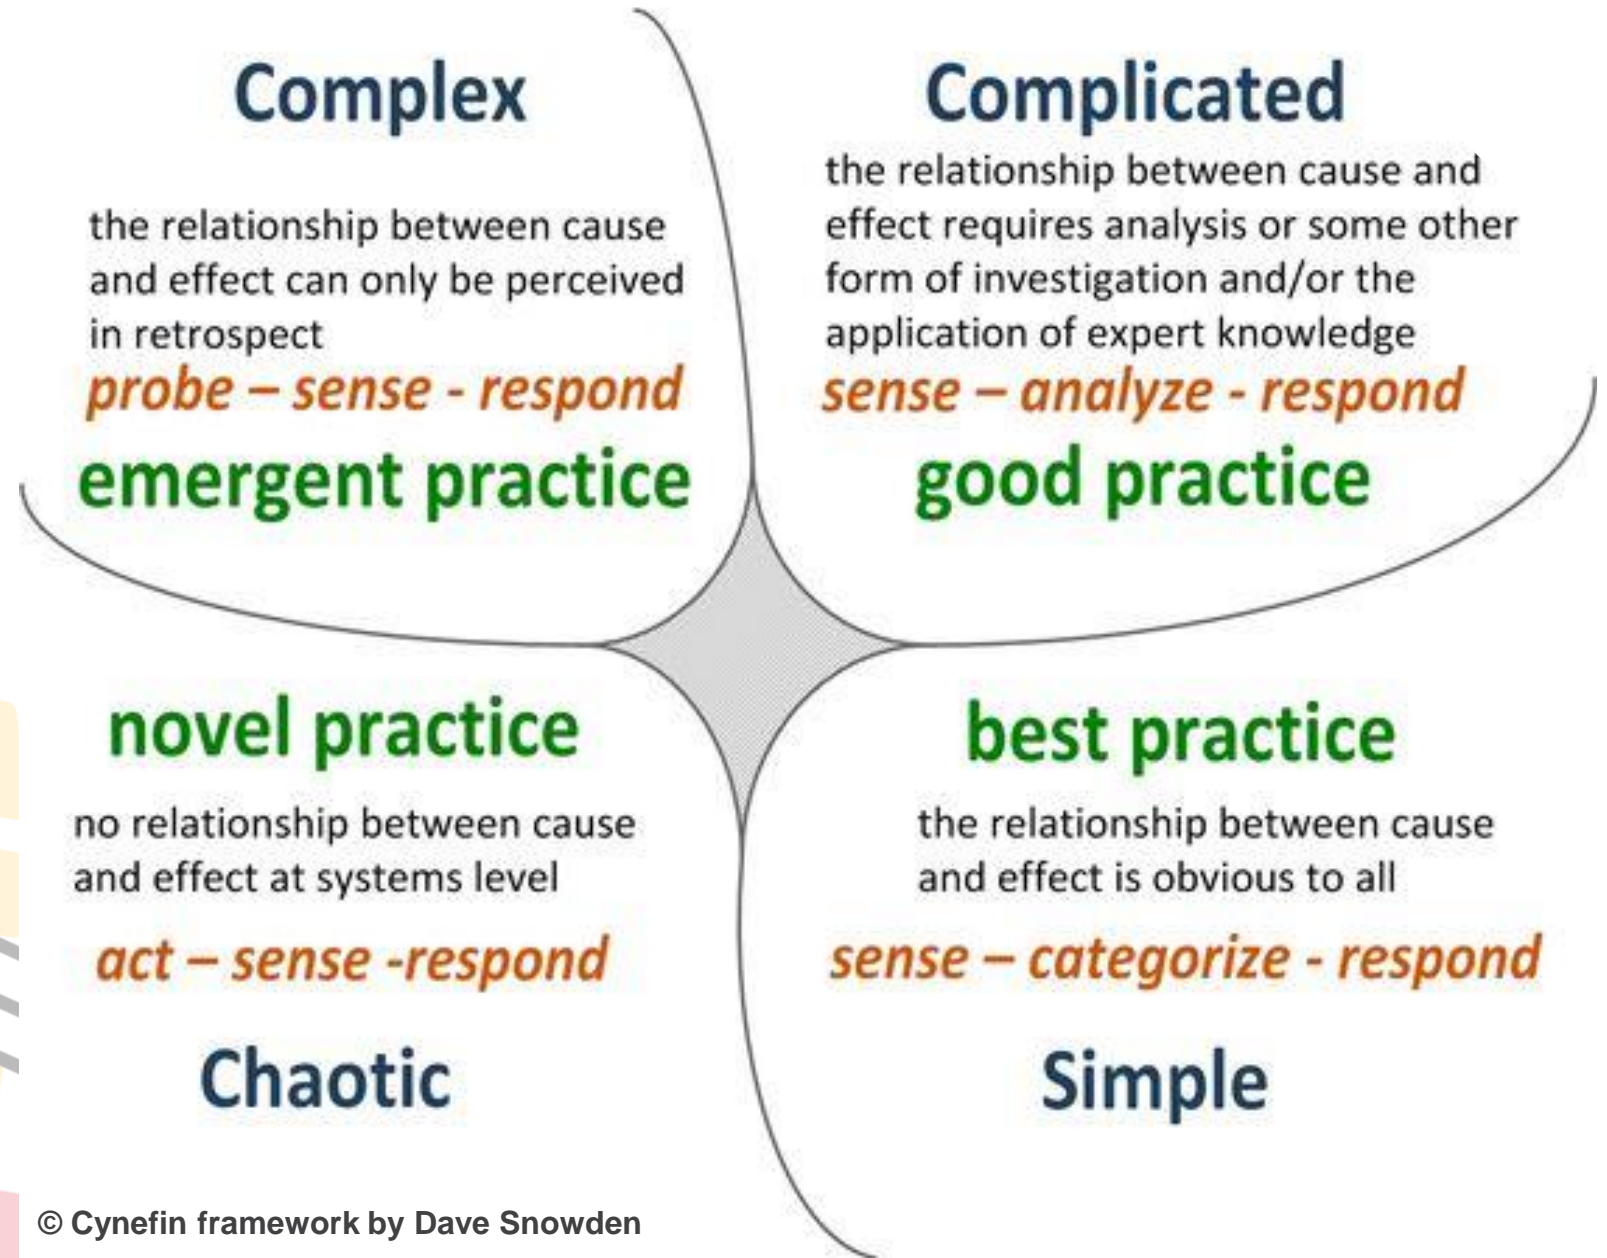 Complex
the relationship between cause
and effect can only be perceived
in retrospect
probe – sense - respond
emergent practice
Complicated
the relationship between cause and
effect requires analysis or some other
form of investigation and/or the
application of expert knowledge
sense – analyze - respond
good practice
novel practice
no relationship between cause
and effect at systems level
act – sense -respond
Chaotic
best practice
the relationship between cause
and effect is obvious to all
sense – categorize - respond
Simple
© Cynefin framework by Dave Snowden